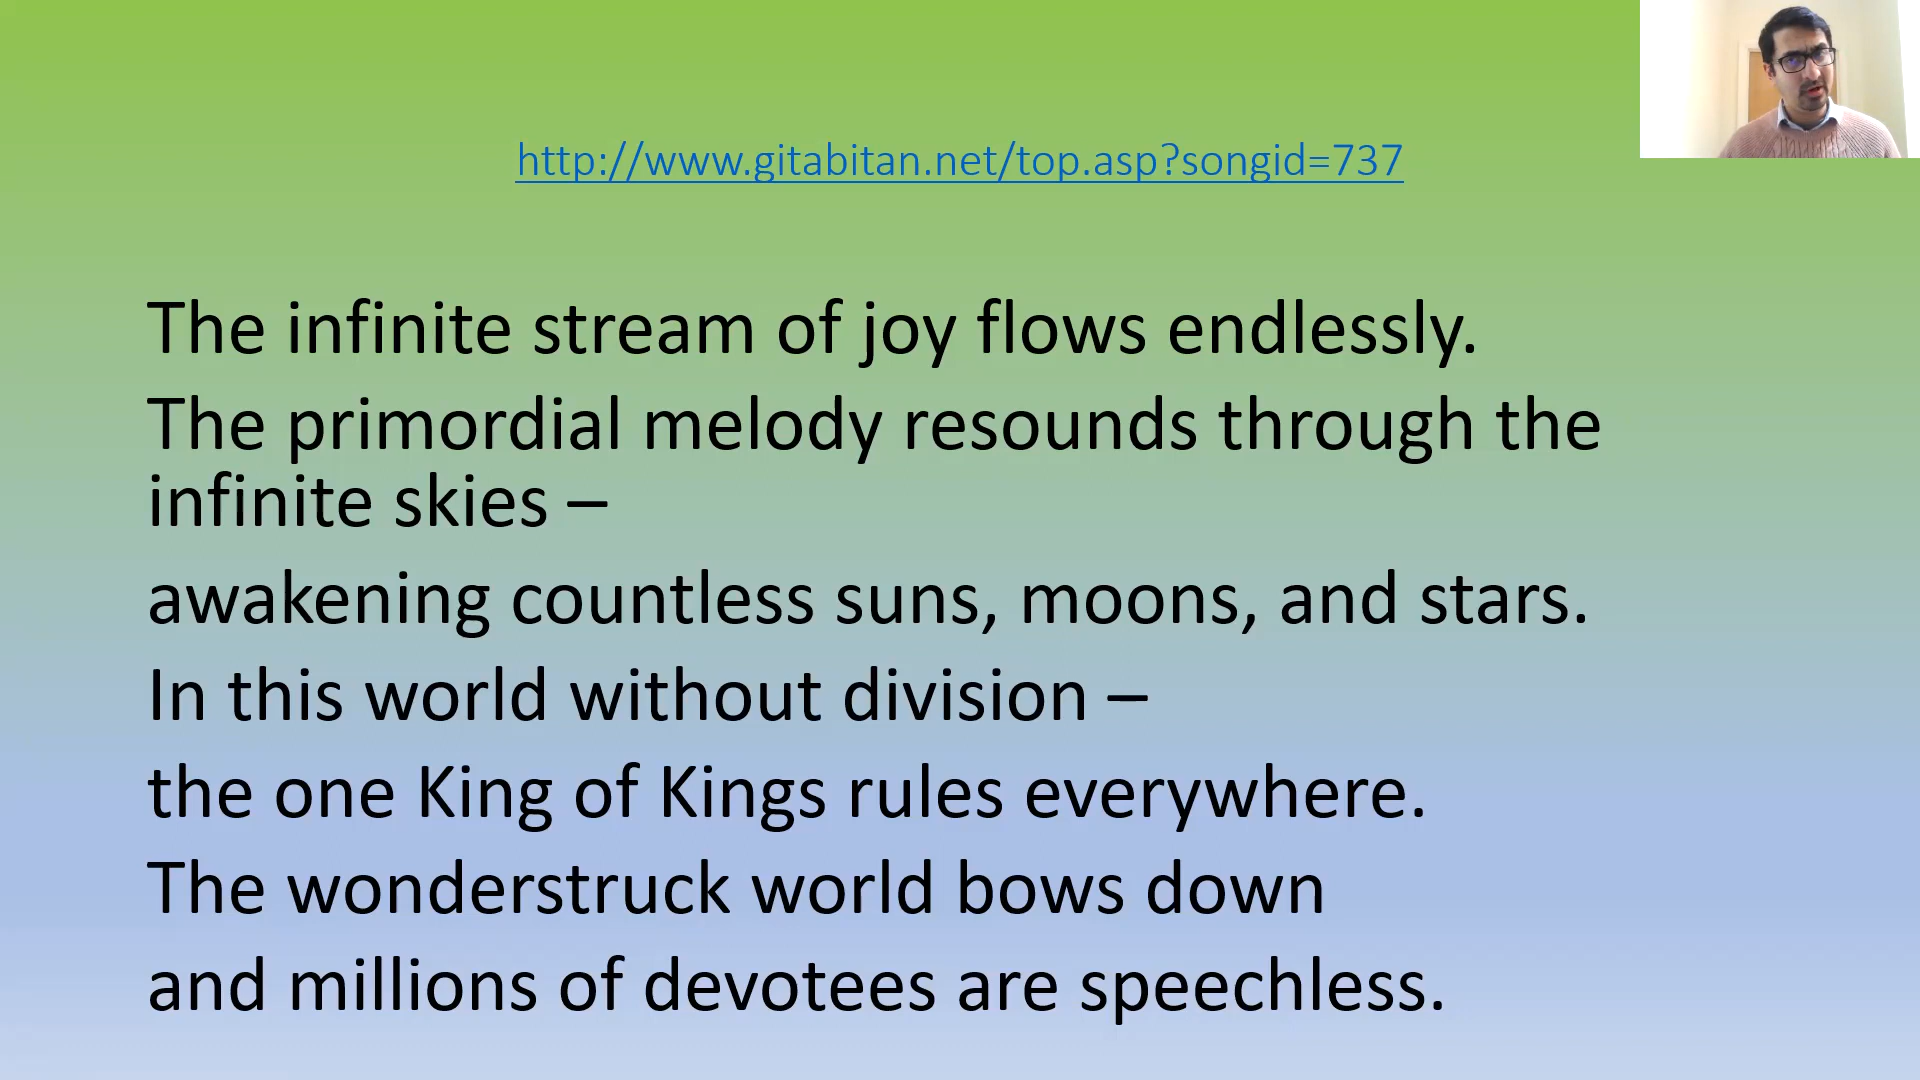 http://www.gitabitan.net/top.asp?songid=737
The infinite stream of joy flows endlessly.
The primordial melody resounds through the
infinite skies –
awakening countless suns, moons, and stars.
In this world without division –
the one King of Kings rules everywhere.
The wonderstruck world bows down
and millions of devotees are speechless.